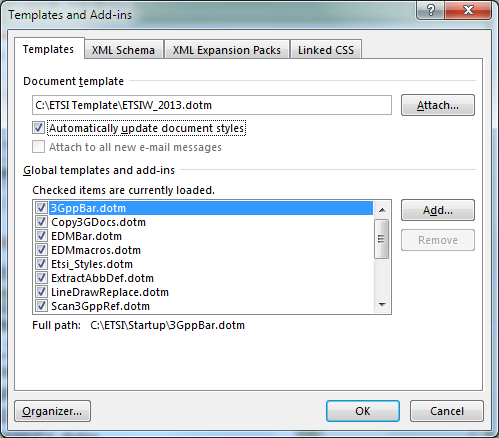 Templates and Add-ins
Templates XML Schema XML Expansion Packs Linked CSS
Document template
C:\ETSI Template\ETSIW_2013.dotm Attach...
Automatically update document styles
Attach to all new e-mail messages
Global templates and add-ins
Checked items are currently loaded.
3GppBar.dotm Add...
Copy3GDocs.dotm
EDMBar.dotm Remove
EDMmacros.dotm
Etsi_Styles.dotm
ExtractAbbDef.dotm
LineDrawReplace.dotm
Scan3GppRef.dotm
Full path: C:\ETSI\Startup\3GppBar.dotm
Organizer... OK Cancel